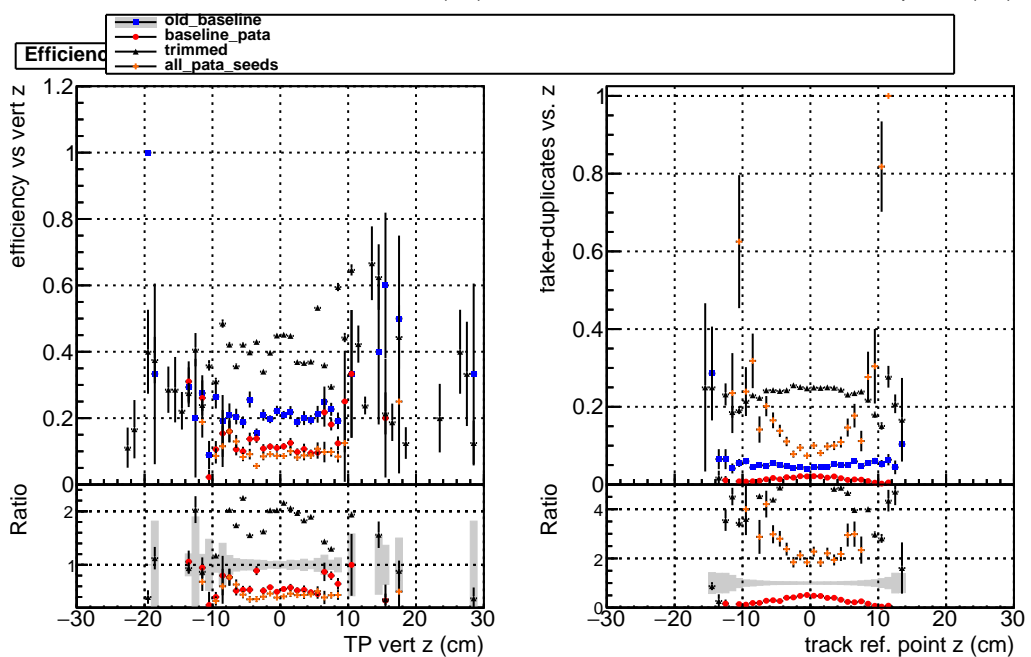 old_baseline
baseline_pata
trimmed
all_pata_seeds
Efficienc
efficiency vs vert z
1.2
1
0.8
0.6
0.4
0.2
0
Ratio
2
1
−30 −20 −10 0 10 20 30
TP vert z (cm)
fake+duplicates vs. z
1
0.8
0.6
0.4
0.2
0
Ratio
4
2
0
−30 −20 −10 0 10 20 30
track ref. point z (cm)